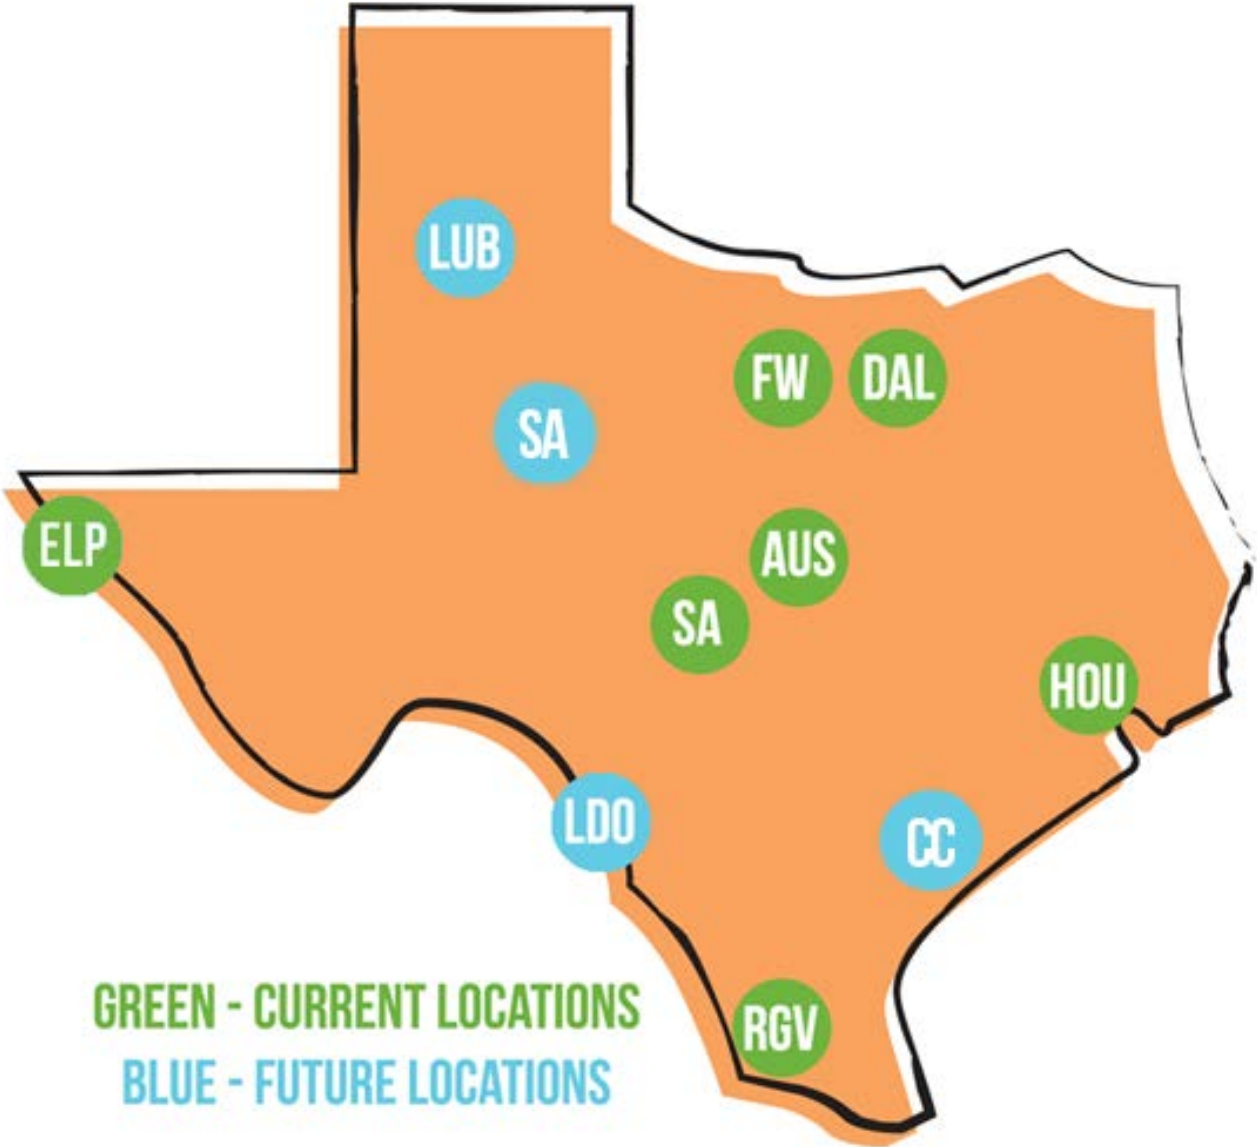 LUB
FW DAL
SA
ELP
AUS
SA
HOU
LDO
CC
GREEN - CURRENT LOCATIONS
RGV
BLUE - FUTURE LOCATIONS